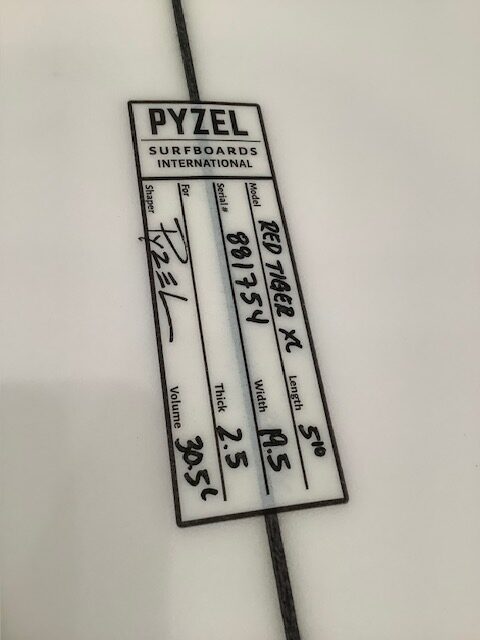 PYZEL
SURFBOARDS
INTERNATIONAL
Model RED TIGER XL Length 5'10
Serial# 881754 Width 19.5
For Thick 2.5
Shaper PYZEL Volume 30.5L